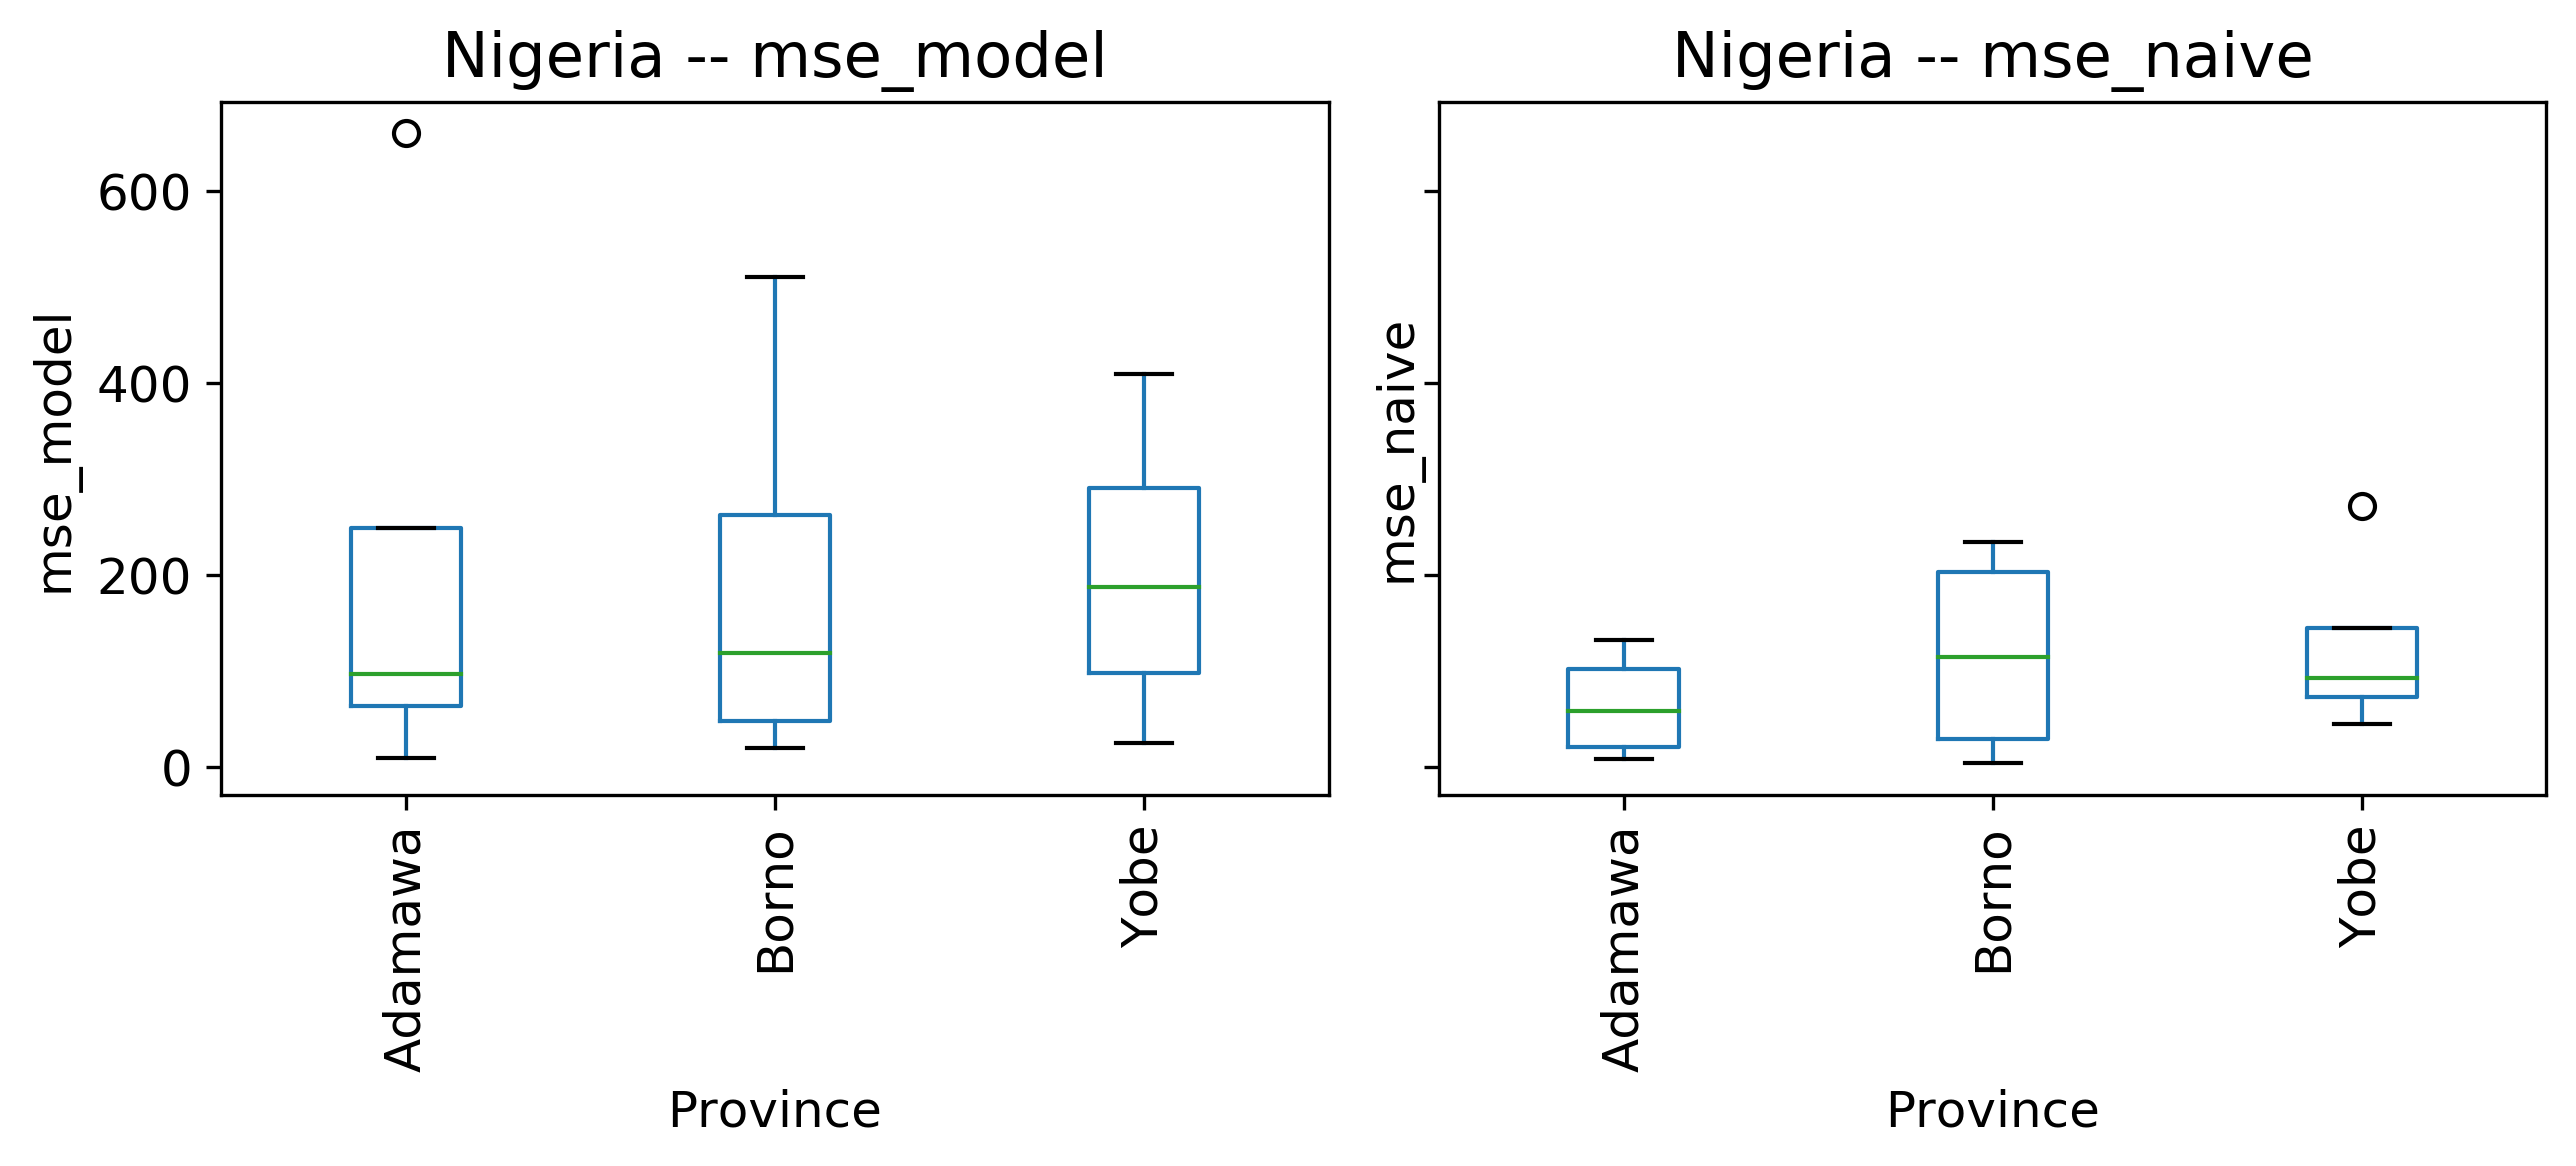 Nigeria -- mse_model
mse_model
600
400
200
0
Adamawa
Borno
Yobe
Province
Nigeria -- mse_naive
mse_naive
Adamawa
Borno
Yobe
Province